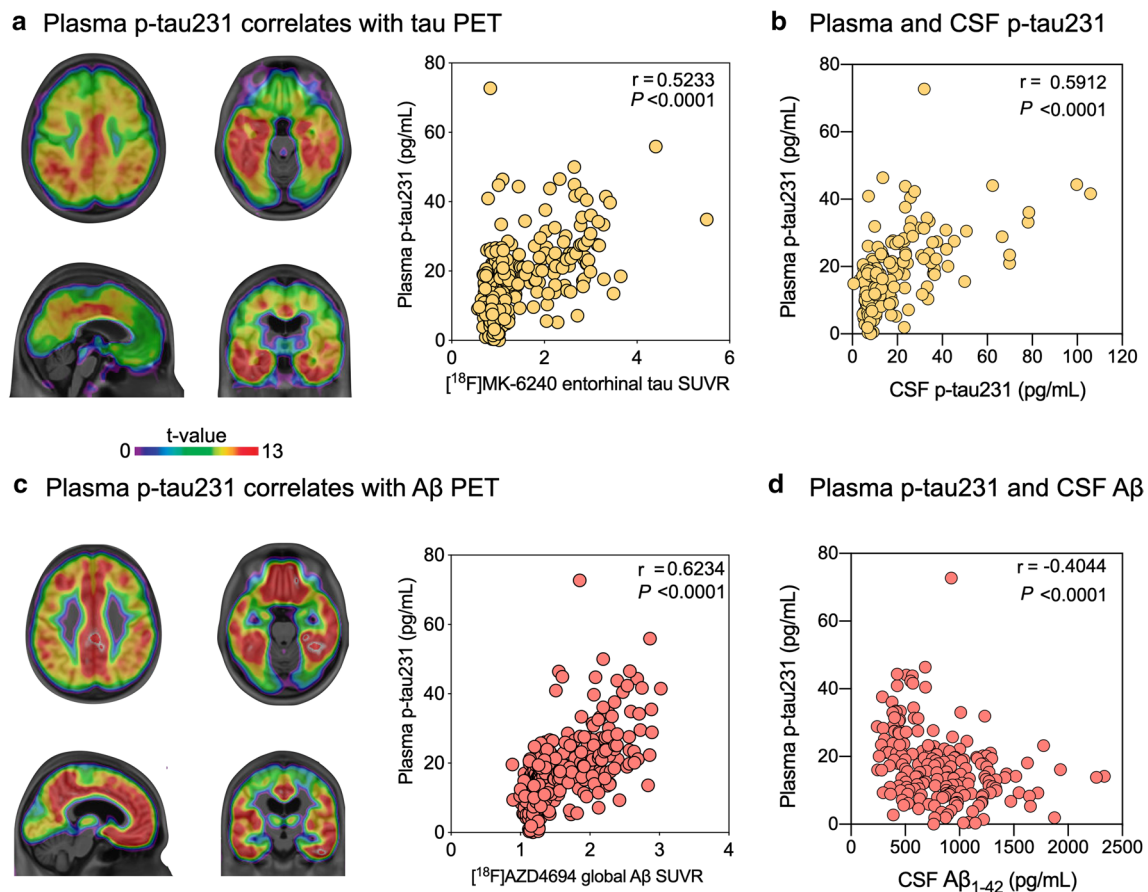 a Plasma p-tau231 correlates with tau PET
80
60
40
20
0
Plasma p-tau231 (pg/mL)
r = 0.5233
P <0.0001
0 2 4 6
[¹⁸F]MK-6240 entorhinal tau SUVR
b Plasma and CSF p-tau231
80
60
40
20
0
Plasma p-tau231 (pg/mL)
r = 0.5912
P <0.0001
0 20 40 60 80 100 120
CSF p-tau231 (pg/mL)
t-value
0 13
c Plasma p-tau231 correlates with Aβ PET
80
60
40
20
0
Plasma p-tau231 (pg/mL)
r = 0.6234
P <0.0001
0 1 2 3 4
[¹⁸F]AZD4694 global Aβ SUVR
d Plasma p-tau231 and CSF Aβ
80
60
40
20
0
Plasma p-tau231 (pg/mL)
r = -0.4044
P <0.0001
0 500 1000 1500 2000 2500
CSF Aβ₁₋₄₂ (pg/mL)